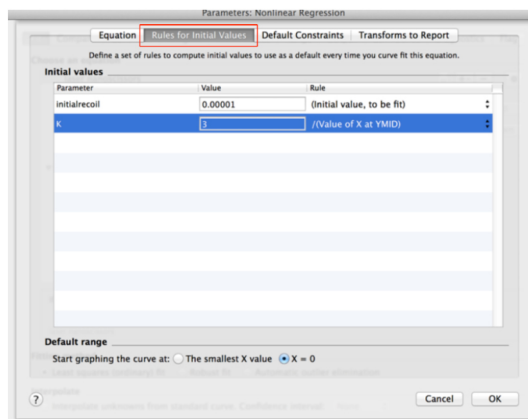 Parameters: Nonlinear Regression
Equation Rules for Initial Values Default Constraints Transforms to Report
Define a set of rules to compute initial values to use as a default every time you curve fit this equation.
Initial values
Parameter Value Rule
initialrecoil 0.00001 (Initial value, to be fit)
K 3 /(Value of X at YMID)
Default range
Start graphing the curve at: The smallest X value X = 0
? Cancel OK